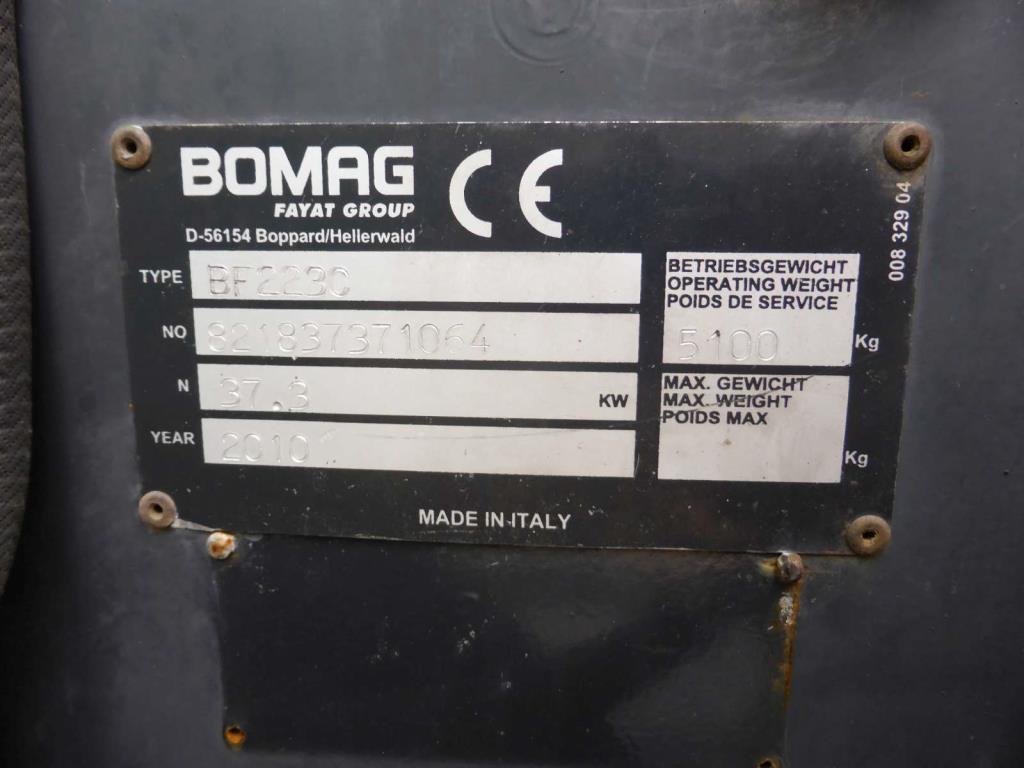 BOMAG
FAYAT GROUP
D-56154 Boppard/Hellerwald
CE
008 329 04
TYPE BF223C
NO 821837371064
N 37.3 KW
YEAR 2010
BETRIEBSGEWICHT
OPERATING WEIGHT
POIDS DE SERVICE
5100 Kg
MAX. GEWICHT
MAX. WEIGHT
POIDS MAX
Kg
MADE IN ITALY